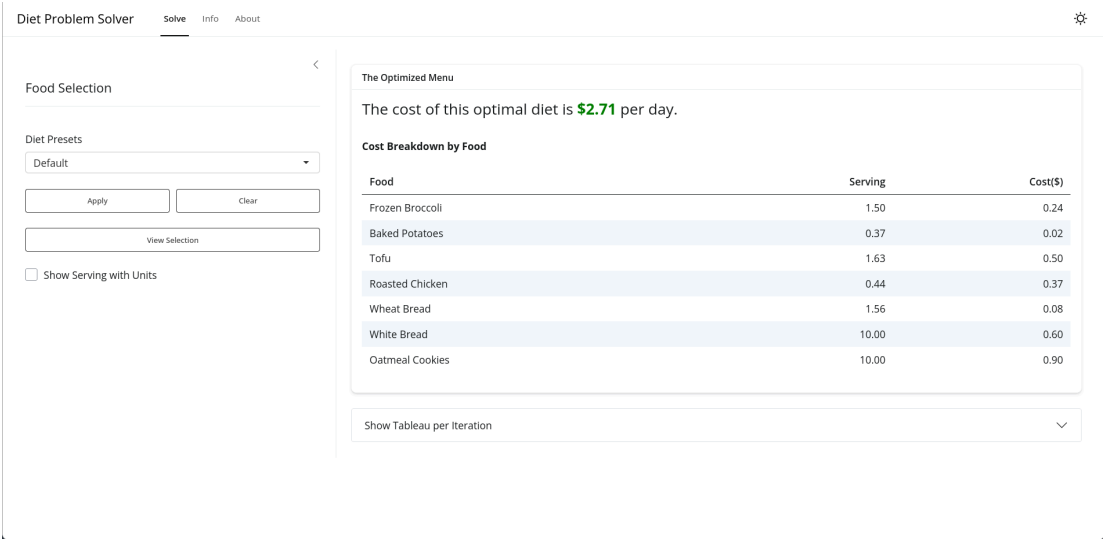 Diet Problem Solver Solve Info About
Food Selection
Diet Presets
Default
Apply Clear
View Selection
Show Serving with Units
The Optimized Menu
The cost of this optimal diet is $2.71 per day.
Cost Breakdown by Food
Food Serving Cost($)
Frozen Broccoli 1.50 0.24
Baked Potatoes 0.37 0.02
Tofu 1.63 0.50
Roasted Chicken 0.44 0.37
Wheat Bread 1.56 0.08
White Bread 10.00 0.60
Oatmeal Cookies 10.00 0.90
Show Tableau per Iteration